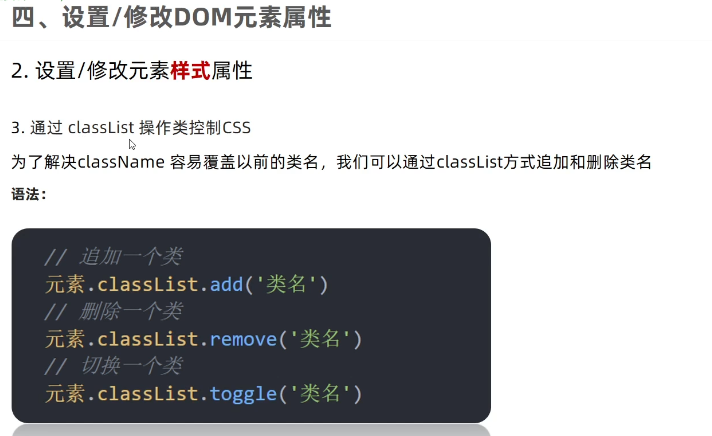 四、设置/修改DOM元素属性
2. 设置/修改元素样式属性
3. 通过 classList 操作类控制CSS
为了解决className 容易覆盖以前的类名，我们可以通过classList方式追加和删除类名
语法：
// 追加一个类
元素.classList.add('类名')
// 删除一个类
元素.classList.remove('类名')
// 切换一个类
元素.classList.toggle('类名')